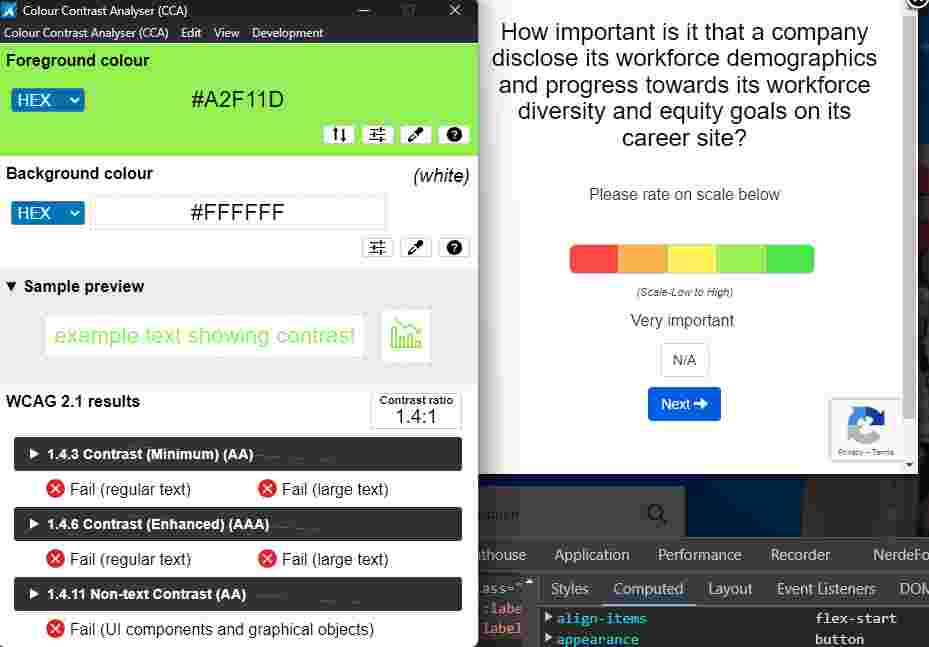 Colour Contrast Analyser (CCA)
Colour Contrast Analyser (CCA) Edit View Development
Foreground colour
HEX
#A2F11D
Background colour
(white)
HEX
#FFFFFF
Sample preview
example text showing contrast
WCAG 2.1 results
Contrast ratio
1.4:1
1.4.3 Contrast (Minimum) (AA)
Fail (regular text) Fail (large text)
1.4.6 Contrast (Enhanced) (AAA)
Fail (regular text) Fail (large text)
1.4.11 Non-text Contrast (AA)
Fail (UI components and graphical objects)
How important is it that a company
disclose its workforce demographics
and progress towards its workforce
diversity and equity goals on its
career site?
Please rate on scale below
(Scale-Low to High)
Very important
N/A
Next
Privacy - Terms
Application Performance Recorder
Styles Computed Layout Event Listeners
:labe
label
align-items flex-start
appearance button